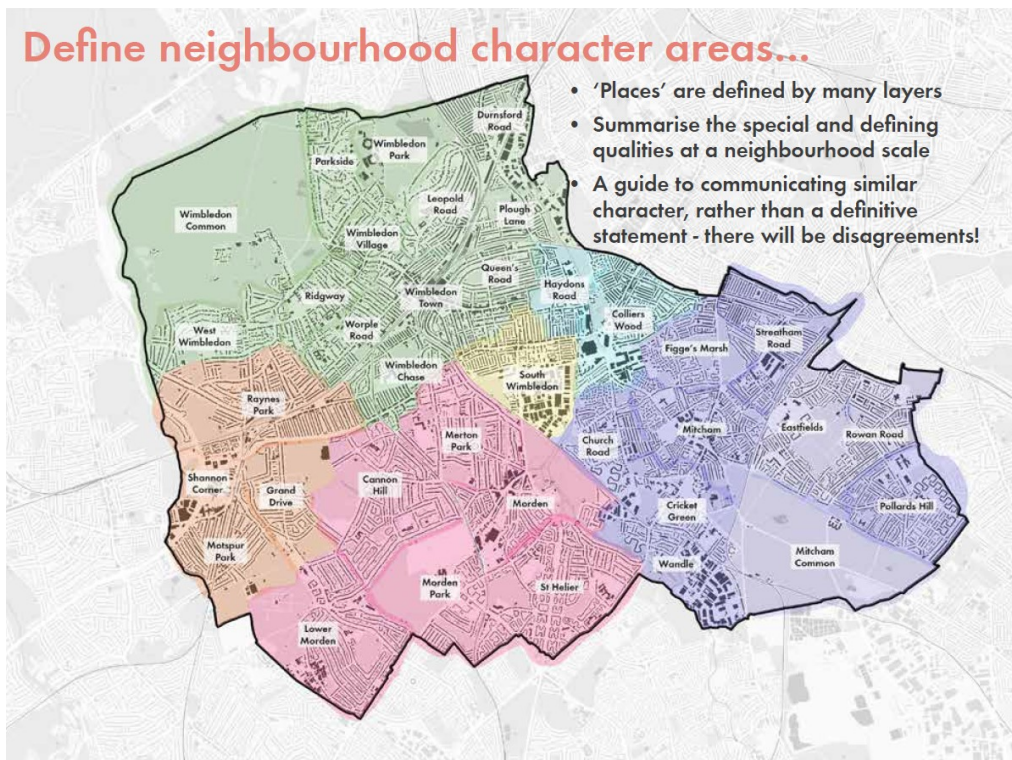 Define neighbourhood character areas...
• ‘Places’ are defined by many layers
• Summarise the special and defining
qualities at a neighbourhood scale
• A guide to communicating similar
character, rather than a definitive
statement - there will be disagreements!
Durnsford
Road
Wimbledon
Park
Parkside
Leopold
Road
Plough
Lane
Wimbledon
Common
Wimbledon
Village
Queen's
Road
Haydons
Road
Ridgway
Wimbledon
Town
Colliers
Wood
West
Wimbledon
Worple
Road
Streatham
Road
Figge's Marsh
Wimbledon
Chase
South
Wimbledon
Raynes
Park
Merton
Park
Church
Road
Mitcham
Eastfields
Rowan Road
Shannon
Corner
Grand
Drive
Cannon
Hill
Morden
Cricket
Green
Pollards Hill
Motspur
Park
Wandle
Mitcham
Common
Morden
Park
St Helier
Lower
Morden